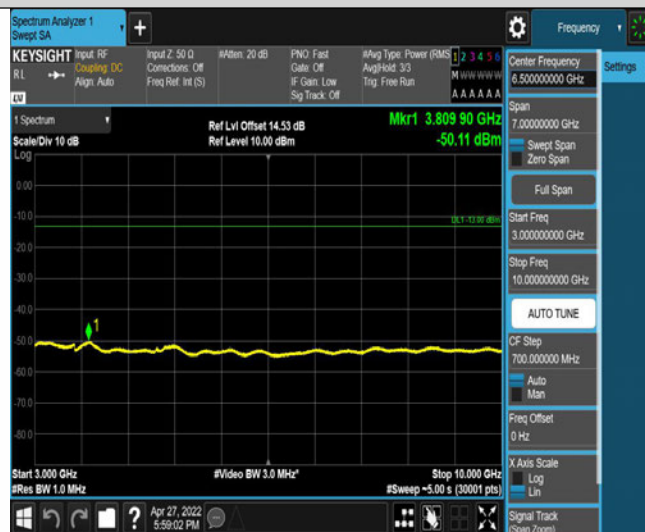 Spectrum Analyzer 1
Swept SA
+
Frequency
KEYSIGHT
Input: RF
Coupling: DC
Align: Auto
RL
LXI
Input Z: 50 Ω
Corrections: Off
Freq Ref: Int (S)
#Atten: 20 dB
PNO: Fast
Gate: Off
IF Gain: Low
Sig Track: Off
#Avg Type: Power (RMS
Avg|Hold: 3/3
Trig: Free Run
1 2 3 4 5 6
M W W W W W
A A A A A A
Center Frequency
6.500000000 GHz
Settings
Span
7.00000000 GHz
Swept Span
Zero Span
Full Span
Start Freq
3.000000000 GHz
Stop Freq
10.000000000 GHz
AUTO TUNE
CF Step
700.000000 MHz
Auto
Man
Freq Offset
0 Hz
X Axis Scale
Log
Lin
Signal Track
(Span Zoom)
1 Spectrum
Scale/Div 10 dB
Log
Ref Lvl Offset 14.53 dB
Ref Level 10.00 dBm
Mkr1 3.809 90 GHz
-50.11 dBm
0.00
-10.0
DL1 -13.00 dBm
-20.0
-30.0
-40.0
1
-50.0
-60.0
-70.0
-80.0
Start 3.000 GHz
#Res BW 1.0 MHz
#Video BW 3.0 MHz*
Stop 10.000 GHz
#Sweep ~5.00 s (30001 pts)
?
Apr 27, 2022
5:59:02 PM